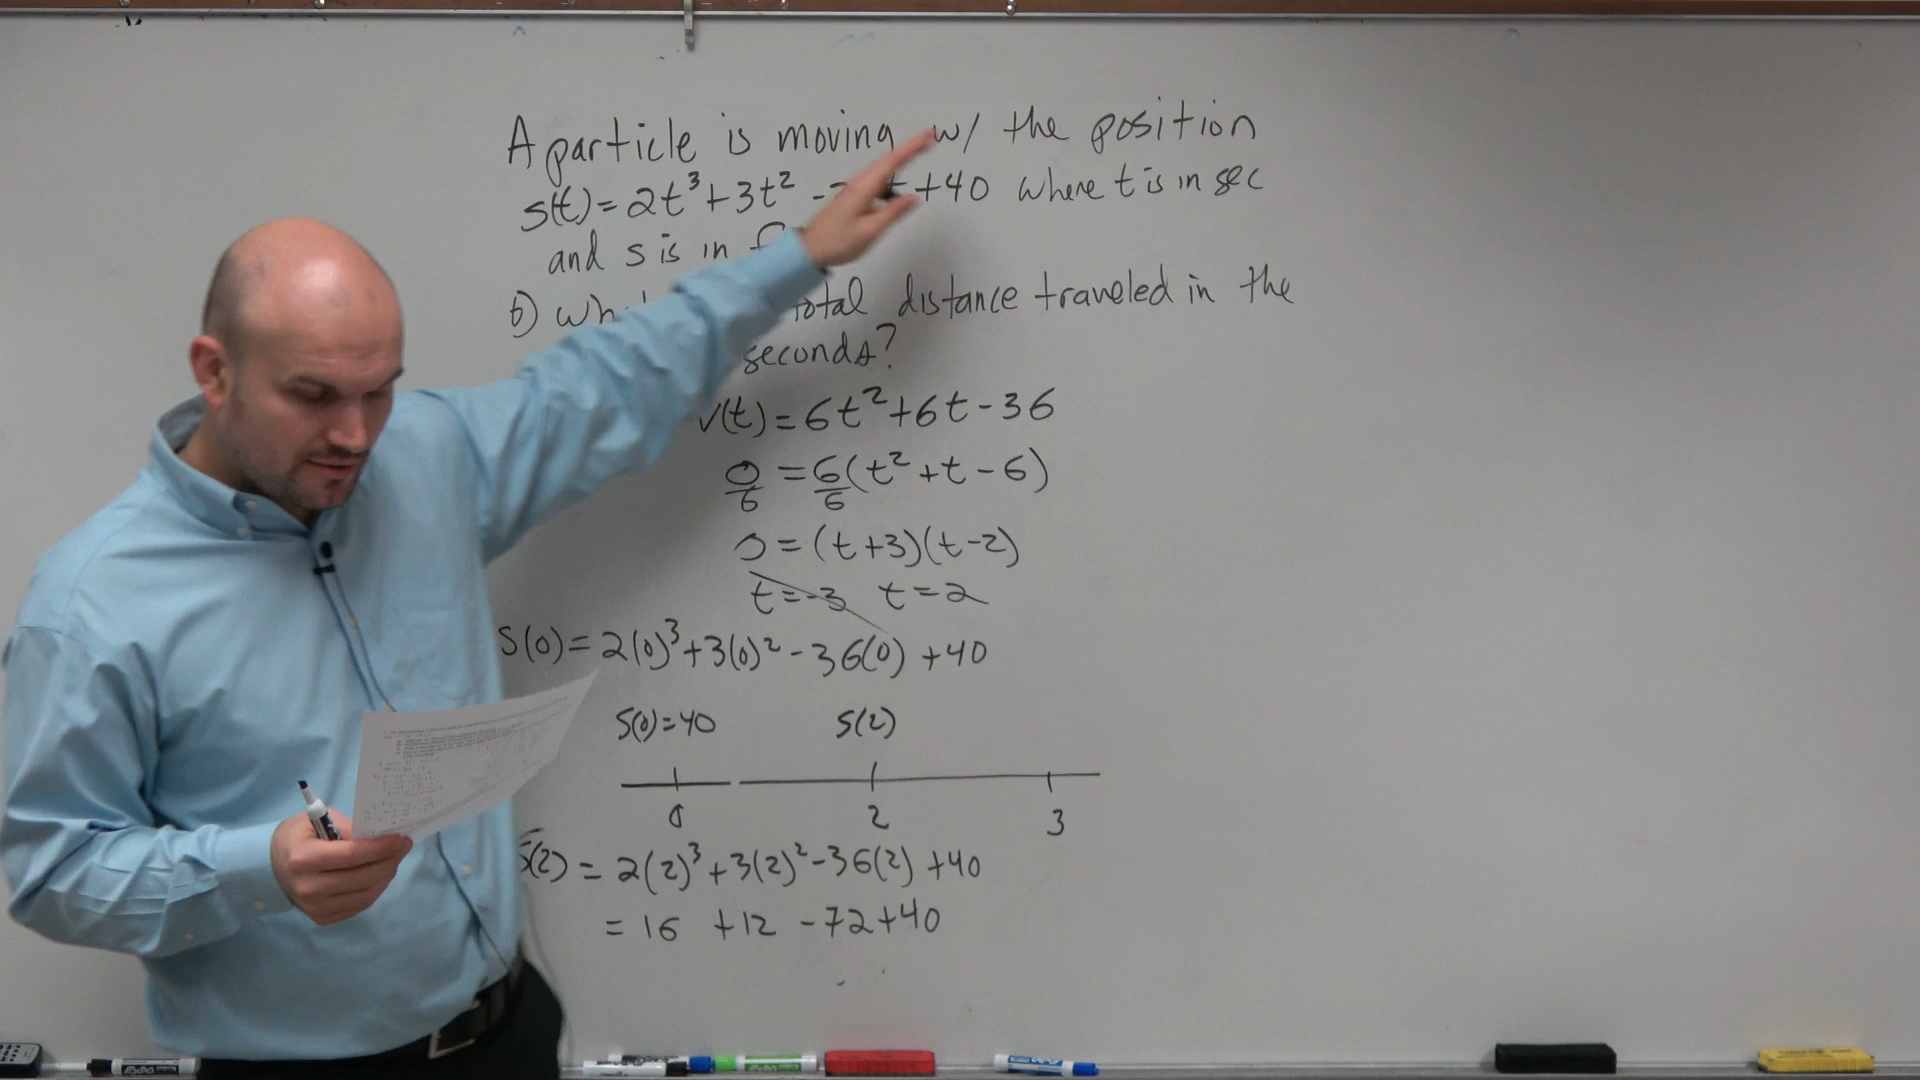 A particle is moving w/ the position
s(t)=2t³+3t² - t +40 where t is in sec
and s is in
b) total distance traveled in the
seconds?
v(t)=6t²+6t-36
0/6 = 6/6(t²+t-6)
0=(t+3)(t-2)
t=-3 t=2
S(0)=2(0)³+3(0)²-36(0)+40
S(0)=40 S(2)
0 2 3
S(2) = 2(2)³+3(2)²-36(2)+40
= 16 +12 -72+40
EXPO